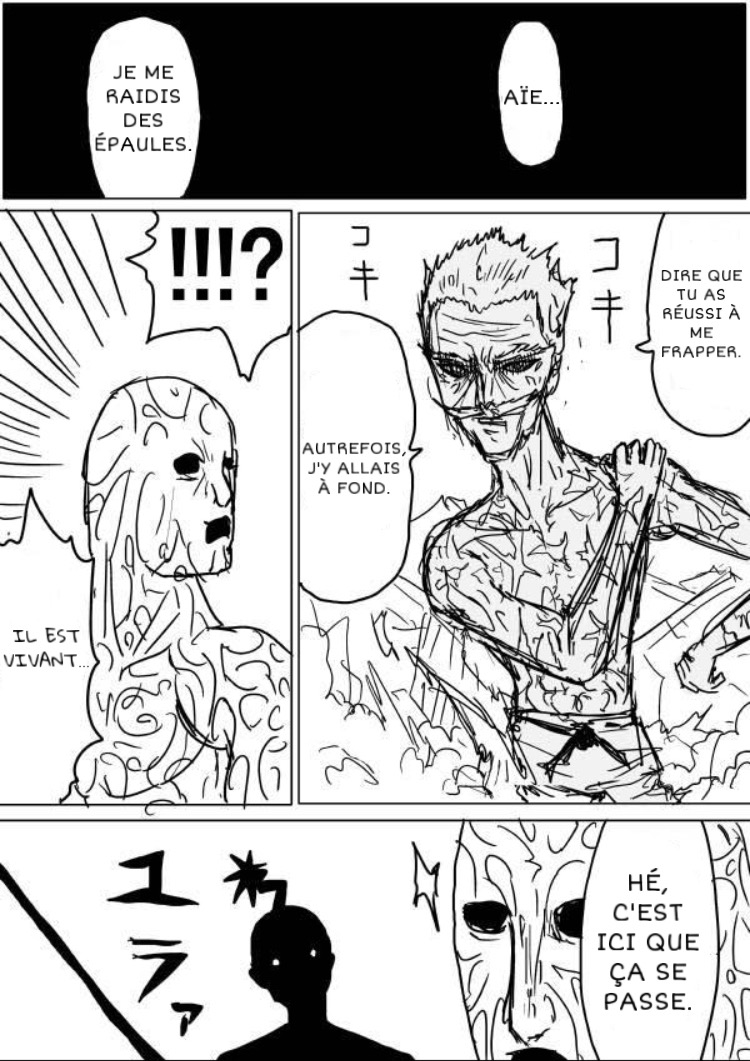 AÏE...
JE ME
RAIDIS
DES
ÉPAULES.
DIRE QUE
TU AS
RÉUSSI À
ME
FRAPPER.
コキ
コキ
AUTREFOIS,
J'Y ALLAIS
À FOND.
!!!?
IL EST
VIVANT...
HÉ,
C'EST
ICI QUE
ÇA SE
PASSE.
ユラァ